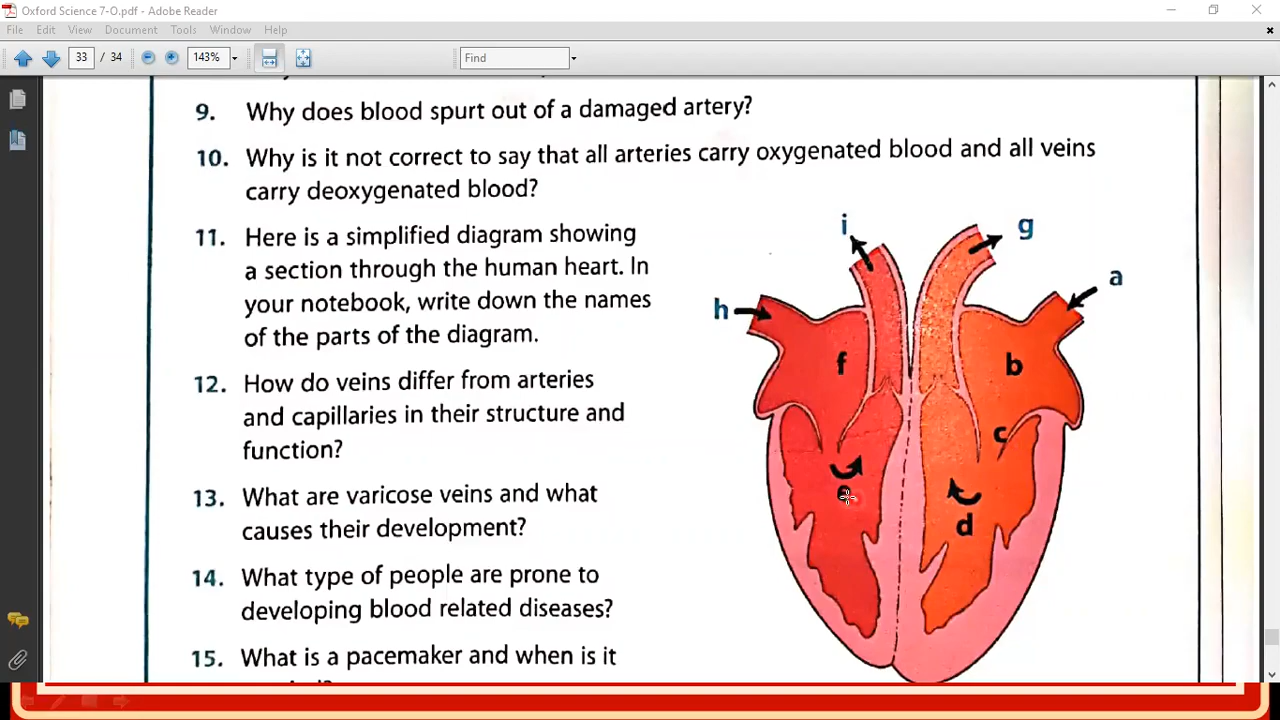 Oxford Science 7-O.pdf - Adobe Reader
File Edit View Document Tools Window Help
33 / 34 143% Find
9. Why does blood spurt out of a damaged artery?
10. Why is it not correct to say that all arteries carry oxygenated blood and all veins
carry deoxygenated blood?
11. Here is a simplified diagram showing
a section through the human heart. In
your notebook, write down the names
of the parts of the diagram.
12. How do veins differ from arteries
and capillaries in their structure and
function?
13. What are varicose veins and what
causes their development?
14. What type of people are prone to
developing blood related diseases?
15. What is a pacemaker and when is it
i
g
a
h
f
b
c
e
d